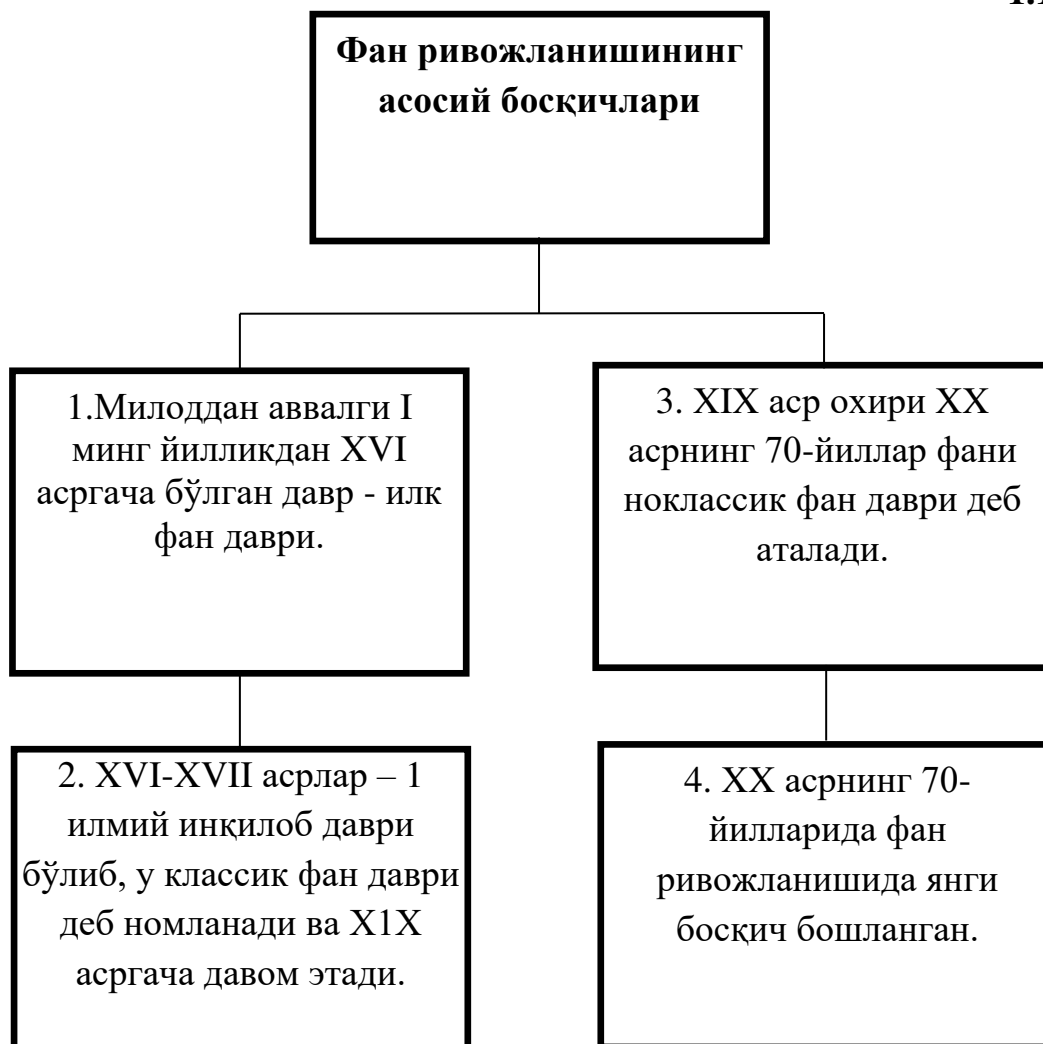 Фан ривожланишининг
асосий босқичлари
1.Милоддан аввалги I
минг йилликдан XVI
асргача бўлган давр - илк
фан даври.
2. XVI-XVII асрлар – 1
илмий инқилоб даври
бўлиб, у классик фан даври
деб номланади ва X1X
асргача давом этади.
3. XIX аср охири XX
асрнинг 70-йиллар фани
ноклассик фан даври деб
аталади.
4. XX асрнинг 70-
йилларида фан
ривожланишида янги
босқич бошланган.